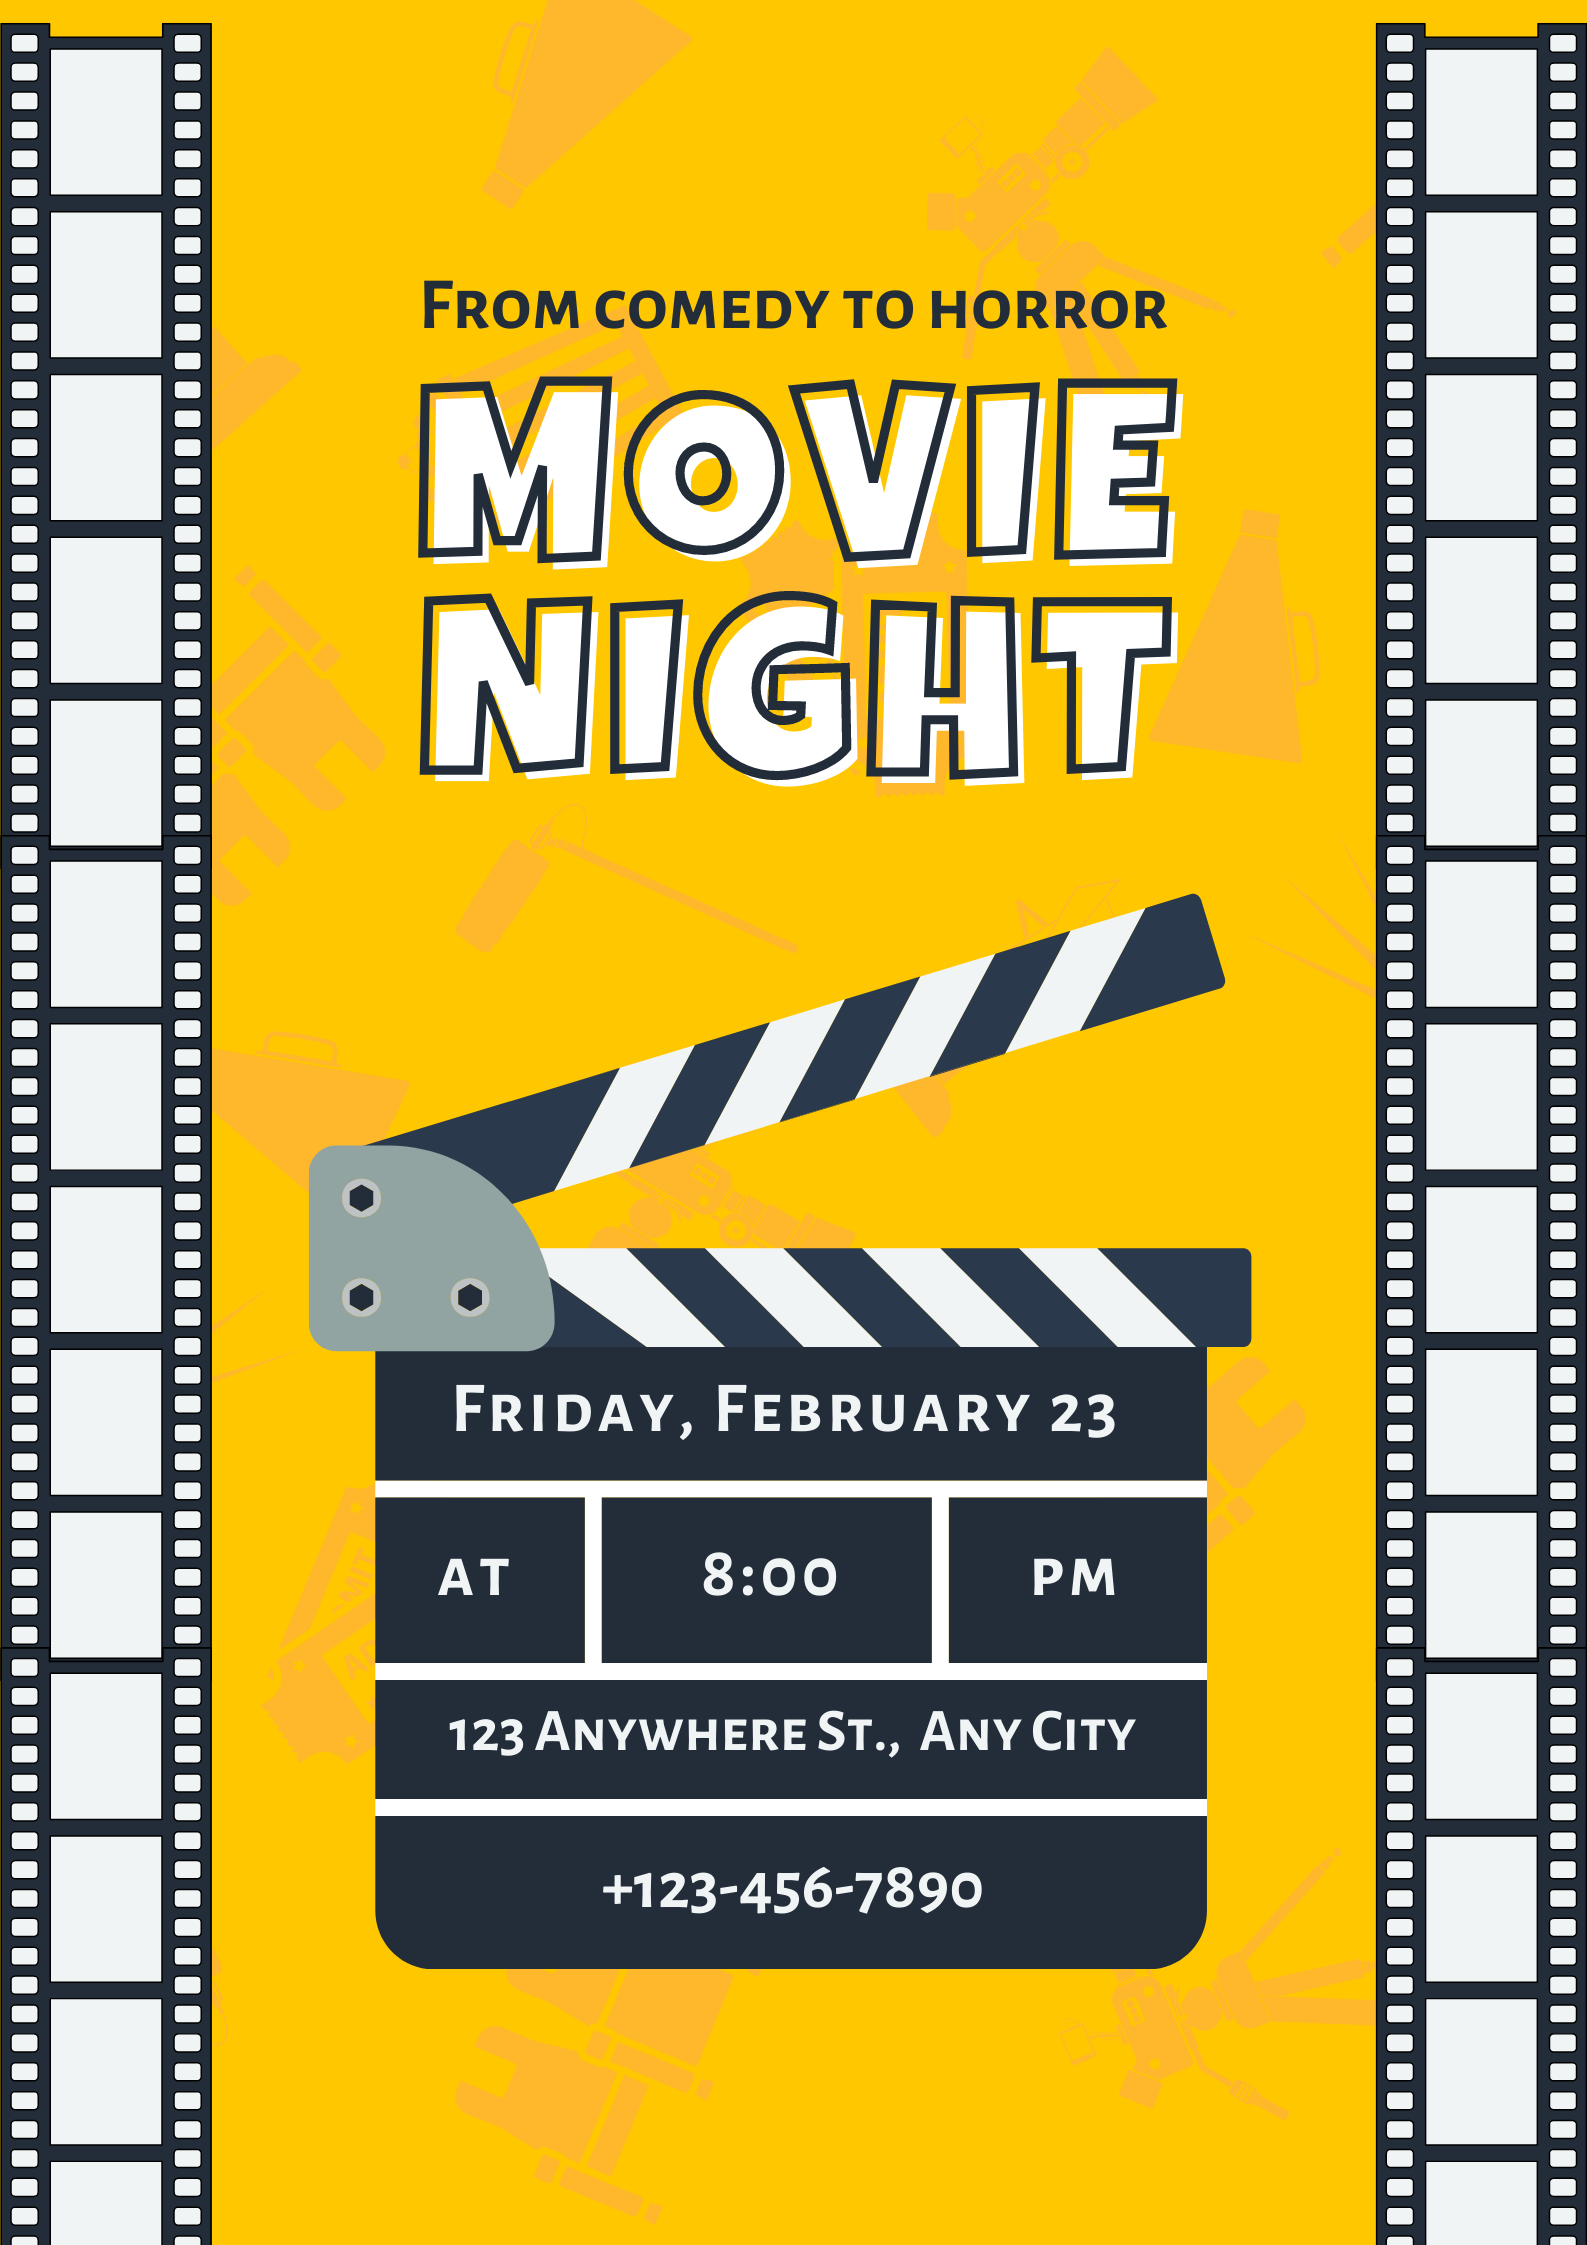 From comedy to horror
MOVIE
NIGHT
Friday, February 23
AT 8:00 PM
123 Anywhere St., Any City
+123-456-7890